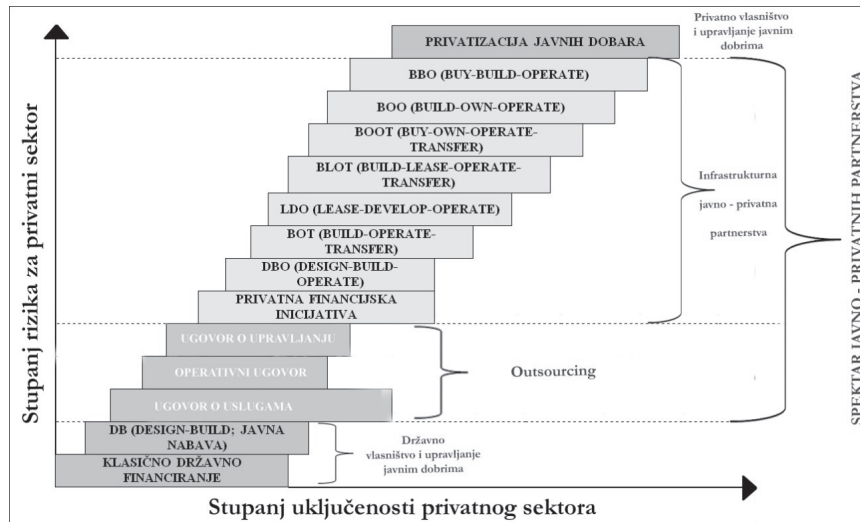 Stupanj rizika za privatni sektor
PRIVATIZACIJA JAVNIH DOBARA
Privatno vlasništvo
i upravljanje javnim
dobrima
BBO (BUY-BUILD-OPERATE)
BOO (BUILD-OWN-OPERATE)
BOOT (BUY-OWN-OPERATE-
TRANSFER)
BLOT (BUILD-LEASE-OPERATE-
TRANSFER)
LDO (LEASE-DEVELOP-OPERATE)
BOT (BUILD-OPERATE-
TRANSFER)
DBO (DESIGN-BUILD-
OPERATE)
PRIVATNA FINANCIJSKA
INICIJATIVA
Infrastrukturna
javno - privatna
partnerstva
UGOVOR O UPRAVLJANJU
OPERATIVNI UGOVOR
UGOVOR O USLUGAMA
Outsourcing
DB (DESIGN-BUILD; JAVNA
NABAVA)
KLASIČNO DRŽAVNO
FINANCIRANJE
Državno
vlasništvo i upravljanje
javnim dobrima
SPEKTAR JAVNO - PRIVATNIH PARTNERSTVA
Stupanj uključenosti privatnog sektora